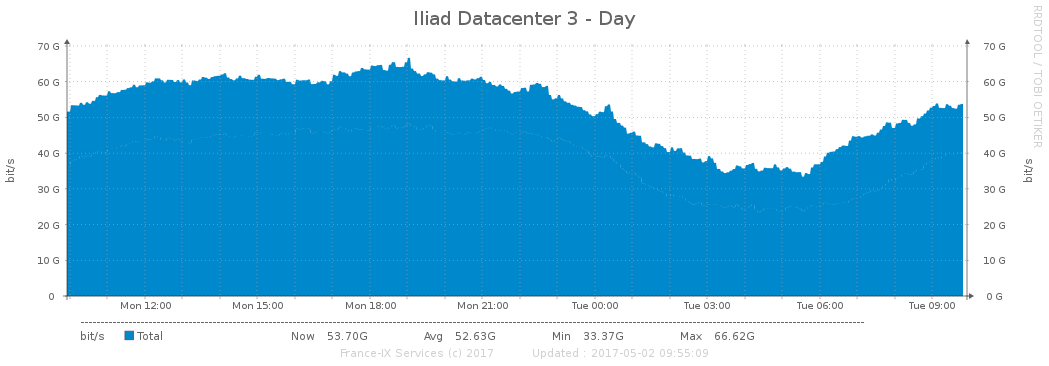 Iliad Datacenter 3 - Day
RRDTOOL / TOBI OETIKER
70 G 70 G
60 G 60 G
50 G 50 G
40 G 40 G
30 G 30 G
20 G 20 G
10 G 10 G
0 0 G
bit/s bit/s
Mon 12:00 Mon 15:00 Mon 18:00 Mon 21:00 Tue 00:00 Tue 03:00 Tue 06:00 Tue 09:00
bit/s Total Now 53.70G Avg 52.63G Min 33.37G Max 66.62G
France-IX Services (c) 2017 Updated : 2017-05-02 09:55:09